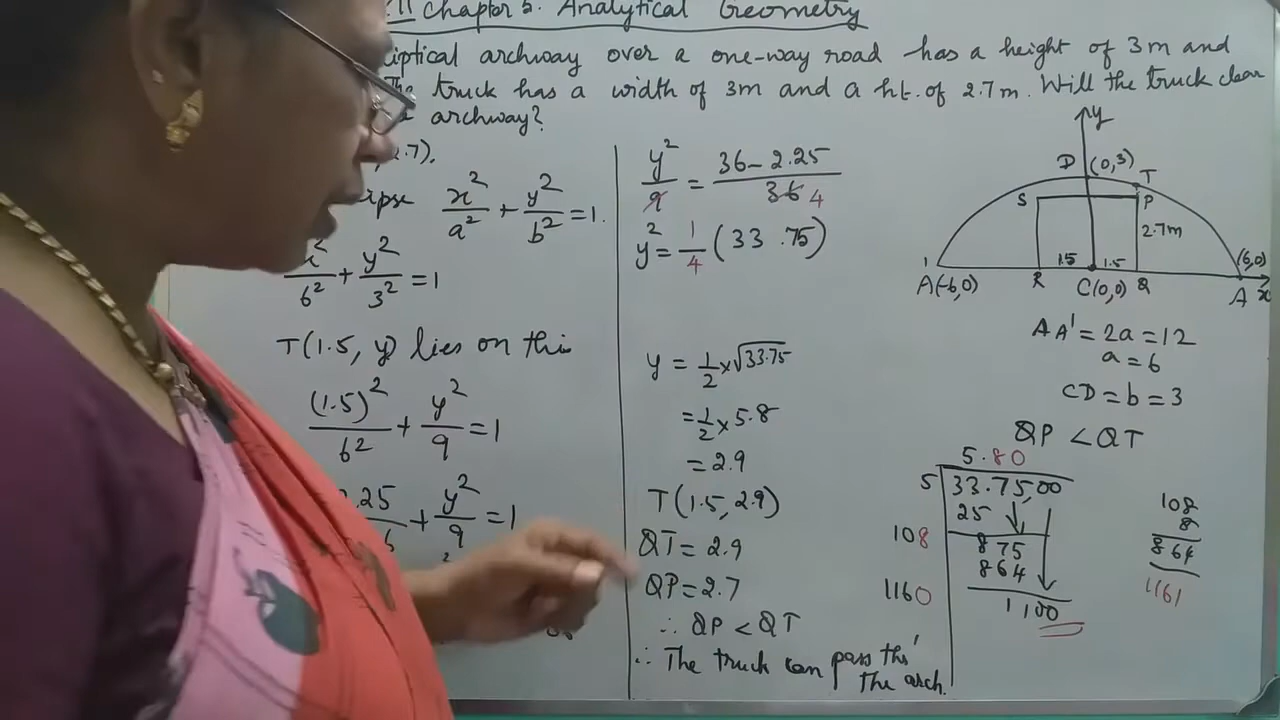 Chapter 5. Analytical Geometry
archway over a one-way road has a height of 3m and
truck has a width of 3m and a ht. of 2.7m. Will the truck clear
archway?
.7).
x²/a² + y²/b² = 1.
x²/6² + y²/3² = 1
T(1.5, y) lies on this
(1.5)²/6² + y²/9 = 1
.25/ + y²/9 = 1
y²/9 = 36 - 2.25/36 4
y² = 1/4 (33.75)
y = 1/2 x √33.75
= 1/2 x 5.8
= 2.9
T(1.5, 2.9)
QT = 2.9
QP = 2.7
∴ QP < QT
∴ The truck can pass th'
the arch.
y
D (0,3) T
S P
2.7m
1.5 1.5 (6,0)
A'(-6,0) R C(0,0) Q A x
AA' = 2a = 12
a = 6
CD = b = 3
QP < QT
5.80
5 33.75,00
25
108 875
864
1160 1100
108
8
864
1161